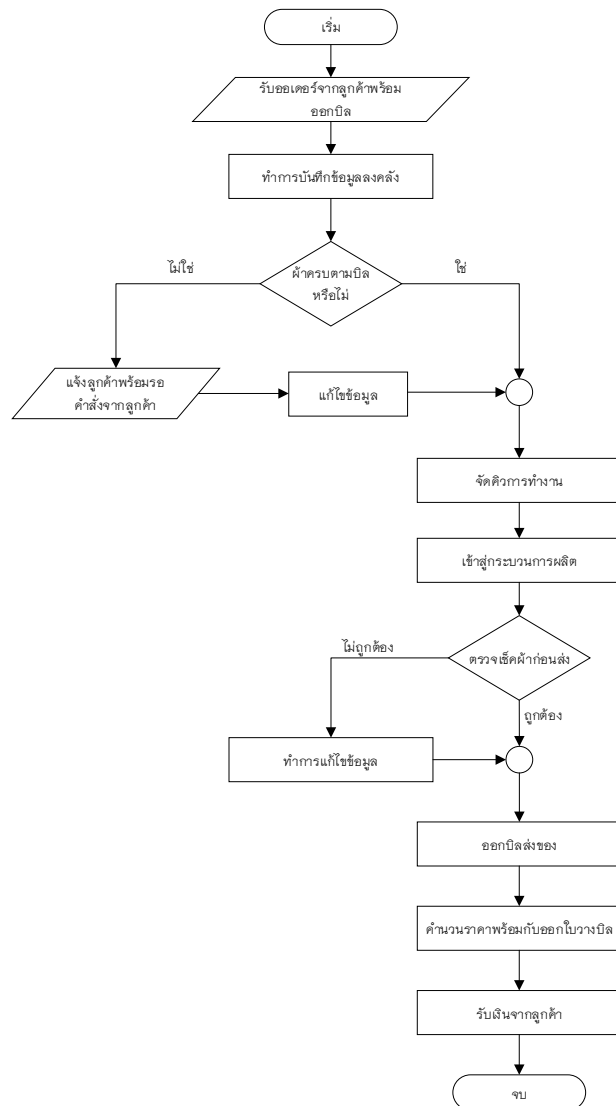 เริ่ม
รับออเดอร์จากลูกค้าพร้อม
ออกบิล
ทำการบันทึกข้อมูลลงคลัง
ผ้าครบตามบิล
หรือไม่
ไม่ใช่
ใช่
แจ้งลูกค้าพร้อมรอ
คำสั่งจากลูกค้า
แก้ไขข้อมูล
จัดคิวการทำงาน
เข้าสู่กระบวนการผลิต
ตรวจเช็คผ้าก่อนส่ง
ไม่ถูกต้อง
ถูกต้อง
ทำการแก้ไขข้อมูล
ออกบิลส่งของ
คำนวนราคาพร้อมกับออกใบวางบิล
รับเงินจากลูกค้า
จบ